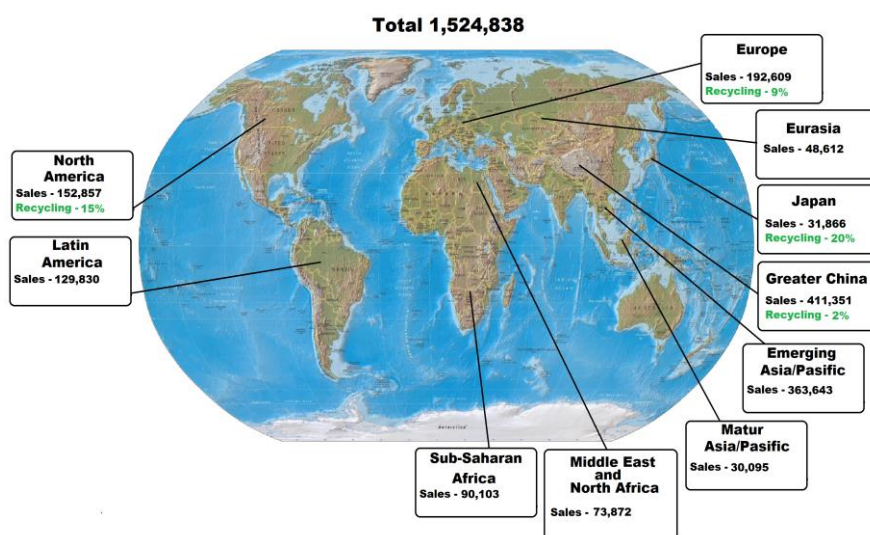 Total 1,524,838
Europe
Sales - 192,609
Recycling - 9%
Eurasia
Sales - 48,612
North
America
Sales - 152,857
Recycling - 15%
Japan
Sales - 31,866
Recycling - 20%
Latin
America
Sales - 129,830
Greater China
Sales - 411,351
Recycling - 2%
Emerging
Asia/Pasific
Sales - 363,643
Matur
Asia/Pasific
Sales - 30,095
Sub-Saharan
Africa
Sales - 90,103
Middle East
and
North Africa
Sales - 73,872